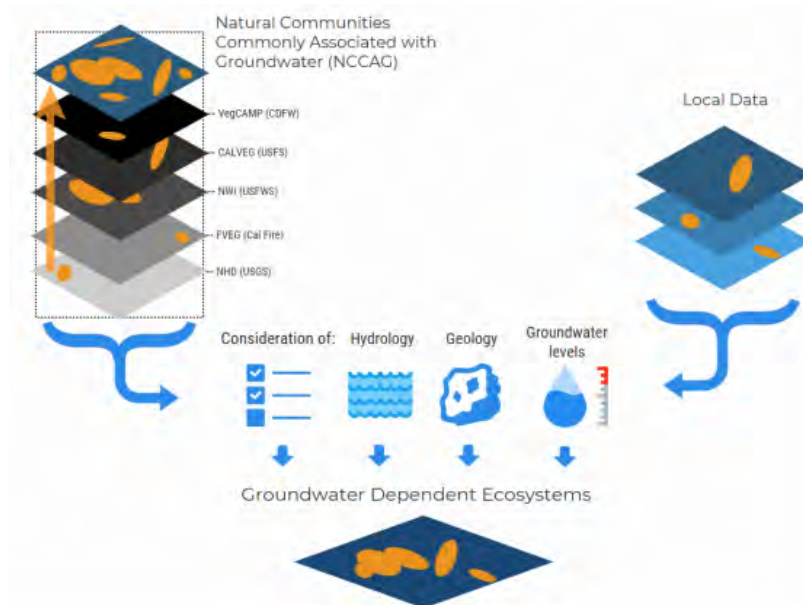 Natural Communities
Commonly Associated with
Groundwater (NCCAG)
VegCAMP (CDFW)
CALVEG (USFS)
NWI (USFWS)
FVEG (Cal Fire)
NHD (USGS)
Local Data
Consideration of:
Hydrology
Geology
Groundwater
levels
Groundwater Dependent Ecosystems